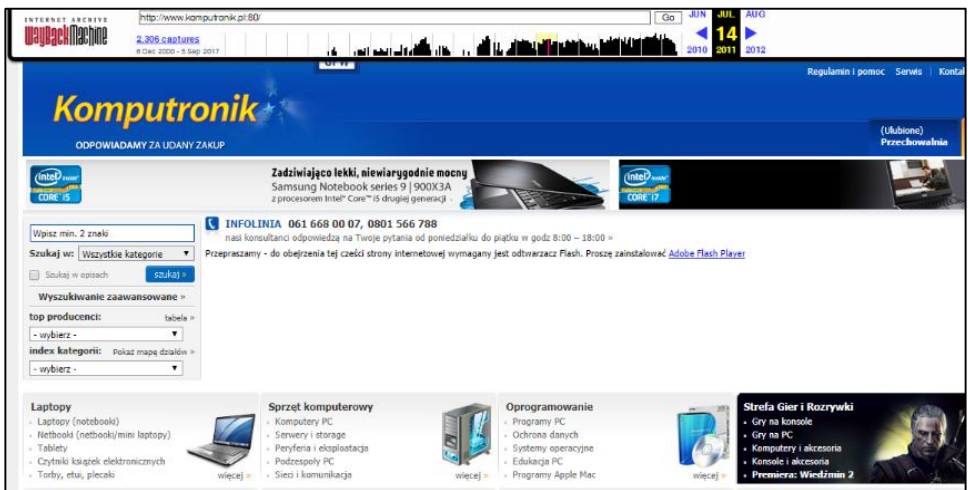 INTERNET ARCHIVE
WayBackMachine
http://www.komputronik.pl:80/
Go
JUN JUL AUG
2,306 captures
14
6 Dec 2000 - 5 Sep 2017
2010 2011 2012
Regulamin i pomoc Serwis
Komputronik
ODPOWIADAMY ZA UDANY ZAKUP
(Ulubione)
Przechowalnia
intel inside
CORE i5
Zadziwiająco lekki, niewiarygodnie mocny
Samsung Notebook series 9 | 900X3A
z procesorem Intel® Core™ i5 drugiej generacji
intel inside
CORE i7
INFOLINIA 061 668 00 07, 0801 566 788
nasi konsultanci odpowiedzą na Twoje pytania od poniedziałku do piątku w godz 8:00 – 18:00 »
Przepraszamy - do obejrzenia tej cześci strony internetowej wymagany jest odtwarzacz Flash. Proszę zainstalować Adobe Flash Player
Wpisz min. 2 znaki
Szukaj w: Wszystkie kategorie
Szukaj w opisach
szukaj »
Wyszukiwanie zaawansowane »
top producenci: tabela »
- wybierz -
index kategorii: Pokaż mapę działów »
- wybierz -
Laptopy
Laptopy (notebooki)
Netbooki (netbooki/mini laptopy)
Tablety
Czytniki książek elektronicznych
Torby, etui, plecaki
więcej »
Sprzęt komputerowy
Komputery PC
Serwery i storage
Peryferia i eksploatacja
Podzespoły PC
Sieci i komunikacja
więcej »
Oprogramowanie
Programy PC
Ochrona danych
Systemy operacyjne
Edukacja PC
Programy Apple Mac
więcej »
Strefa Gier i Rozrywki
Gry na konsole
Gry na PC
Komputery i akcesoria
Konsole i akcesoria
Premiera: Wiedźmin 2